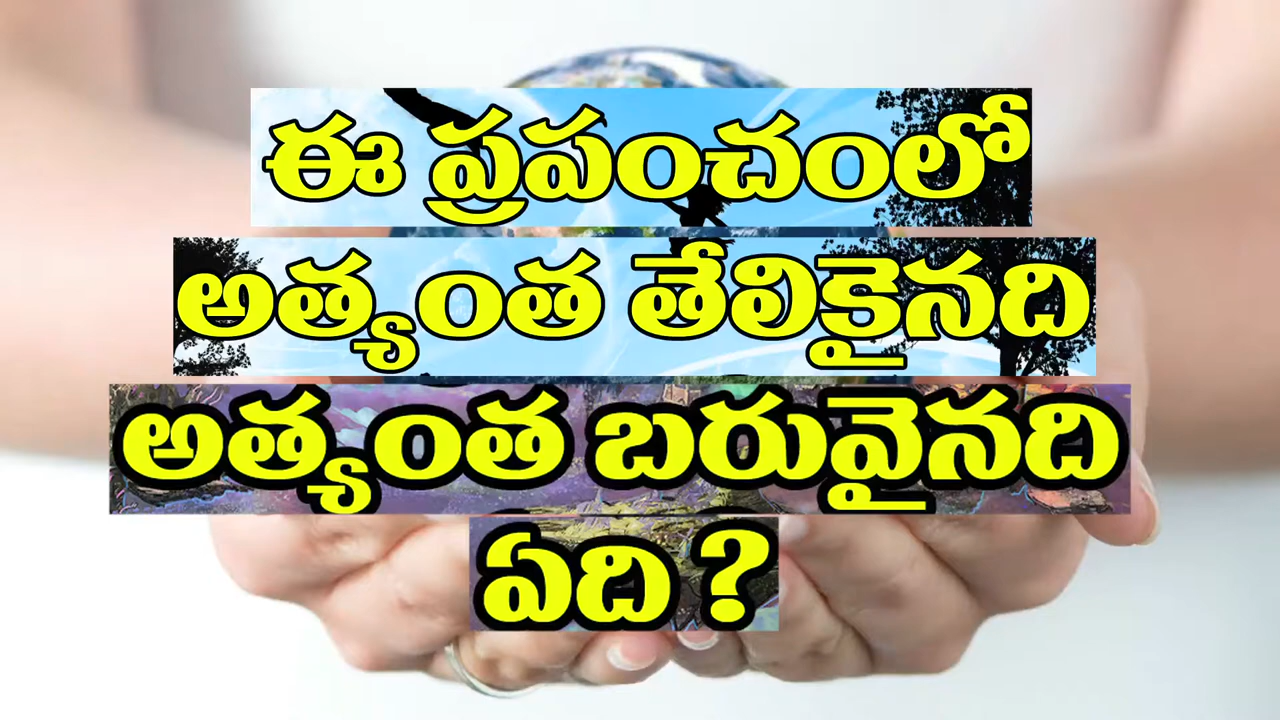 ఈ ప్రపంచంలో
అత్యంత తేలికైనది
అత్యంత బరువైనది
ఏది ?